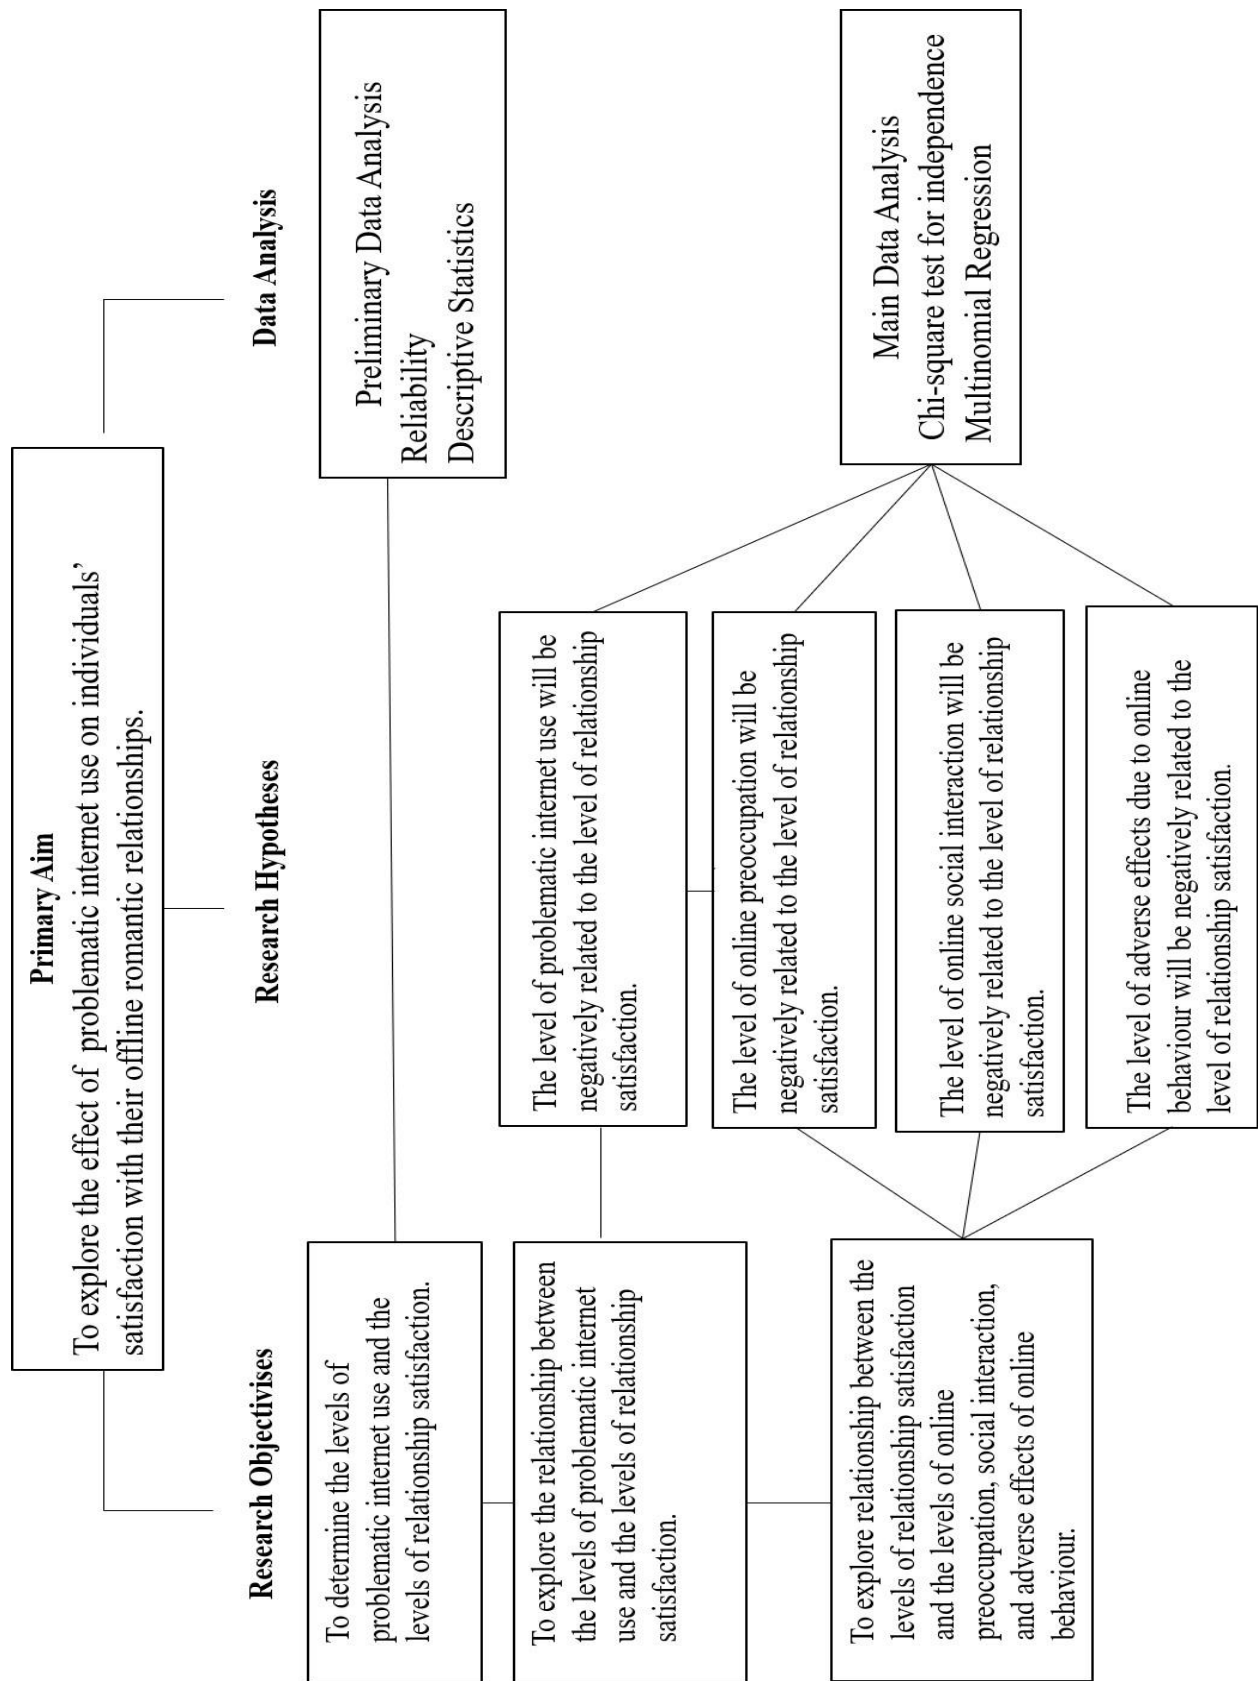 Primary Aim
To explore the effect of problematic internet use on individuals’
satisfaction with their offline romantic relationships.
Research Objectivises
Research Hypotheses
Data Analysis
To determine the levels of
problematic internet use and the
levels of relationship satisfaction.
To explore the relationship between
the levels of problematic internet
use and the levels of relationship
satisfaction.
To explore relationship between the
levels of relationship satisfaction
and the levels of online
preoccupation, social interaction,
and adverse effects of online
behaviour.
The level of problematic internet use will be
negatively related to the level of relationship
satisfaction.
The level of online preoccupation will be
negatively related to the level of relationship
satisfaction.
The level of online social interaction will be
negatively related to the level of relationship
satisfaction.
The level of adverse effects due to online
behaviour will be negatively related to the
level of relationship satisfaction.
Preliminary Data Analysis
Reliability
Descriptive Statistics
Main Data Analysis
Chi-square test for independence
Multinomial Regression